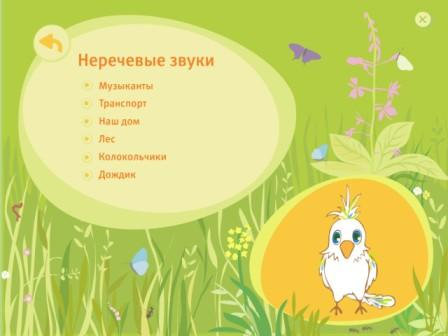 Неречевые звуки
Музыканты
Транспорт
Наш дом
Лес
Колокольчики
Дождик